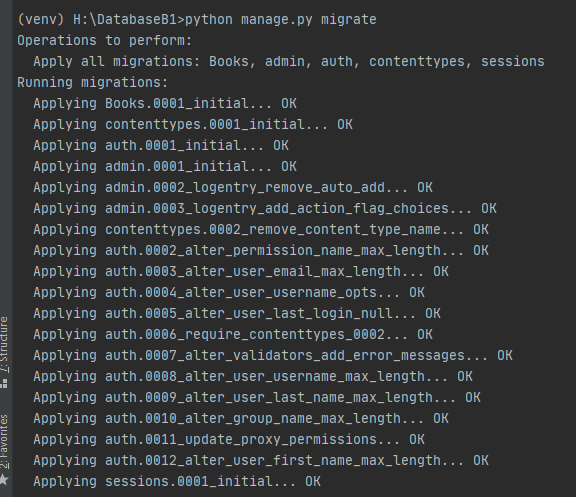 (venv) H:\DatabaseB1>python manage.py migrate
Operations to perform:
  Apply all migrations: Books, admin, auth, contenttypes, sessions
Running migrations:
  Applying Books.0001_initial... OK
  Applying contenttypes.0001_initial... OK
  Applying auth.0001_initial... OK
  Applying admin.0001_initial... OK
  Applying admin.0002_logentry_remove_auto_add... OK
  Applying admin.0003_logentry_add_action_flag_choices... OK
  Applying contenttypes.0002_remove_content_type_name... OK
  Applying auth.0002_alter_permission_name_max_length... OK
  Applying auth.0003_alter_user_email_max_length... OK
  Applying auth.0004_alter_user_username_opts... OK
  Applying auth.0005_alter_user_last_login_null... OK
  Applying auth.0006_require_contenttypes_0002... OK
  Applying auth.0007_alter_validators_add_error_messages... OK
  Applying auth.0008_alter_user_username_max_length... OK
  Applying auth.0009_alter_user_last_name_max_length... OK
  Applying auth.0010_alter_group_name_max_length... OK
  Applying auth.0011_update_proxy_permissions... OK
  Applying auth.0012_alter_user_first_name_max_length... OK
  Applying sessions.0001_initial... OK
7: Structure
2: Favorites